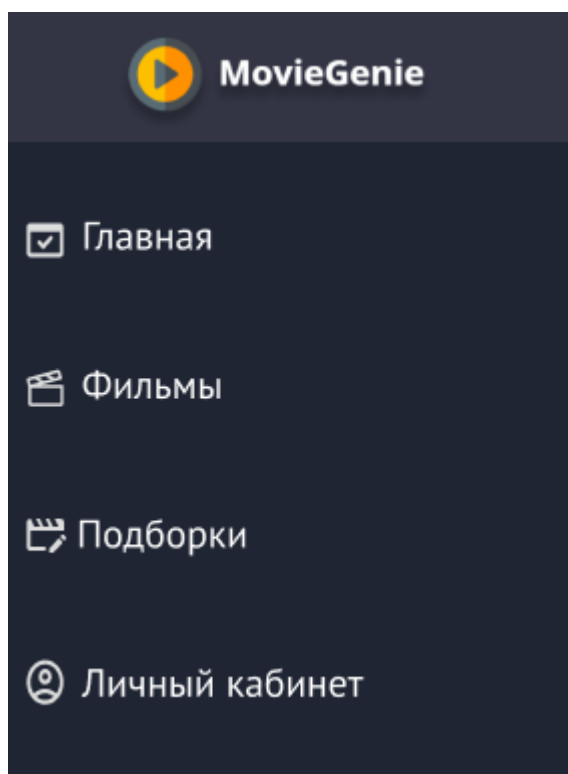 MovieGenie
Главная
Фильмы
Подборки
Личный кабинет